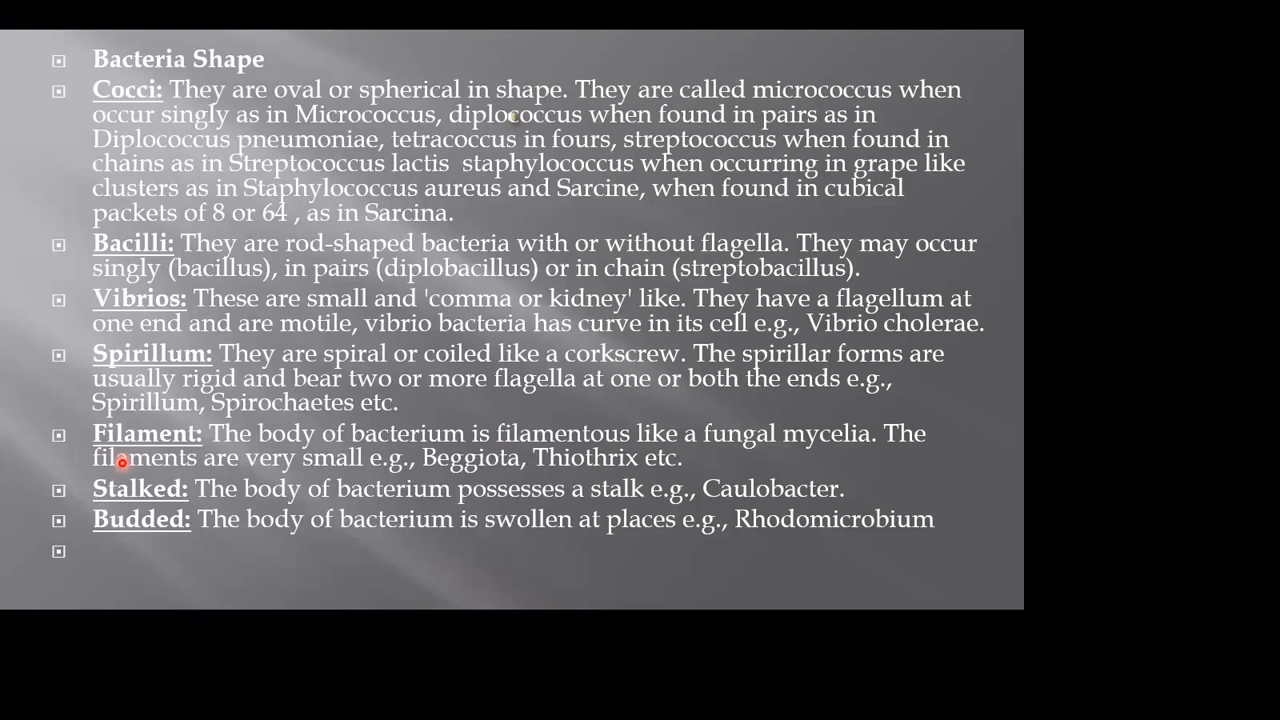 Bacteria Shape
Cocci: They are oval or spherical in shape. They are called micrococcus when
occur singly as in Micrococcus, diplococcus when found in pairs as in
Diplococcus pneumoniae, tetracoccus in fours, streptococcus when found in
chains as in Streptococcus lactis  staphylococcus when occurring in grape like
clusters as in Staphylococcus aureus and Sarcine, when found in cubical
packets of 8 or 64 , as in Sarcina.
Bacilli: They are rod-shaped bacteria with or without flagella. They may occur
singly (bacillus), in pairs (diplobacillus) or in chain (streptobacillus).
Vibrios: These are small and 'comma or kidney' like. They have a flagellum at
one end and are motile, vibrio bacteria has curve in its cell e.g., Vibrio cholerae.
Spirillum: They are spiral or coiled like a corkscrew. The spirillar forms are
usually rigid and bear two or more flagella at one or both the ends e.g.,
Spirillum, Spirochaetes etc.
Filament: The body of bacterium is filamentous like a fungal mycelia. The
filaments are very small e.g., Beggiota, Thiothrix etc.
Stalked: The body of bacterium possesses a stalk e.g., Caulobacter.
Budded: The body of bacterium is swollen at places e.g., Rhodomicrobium